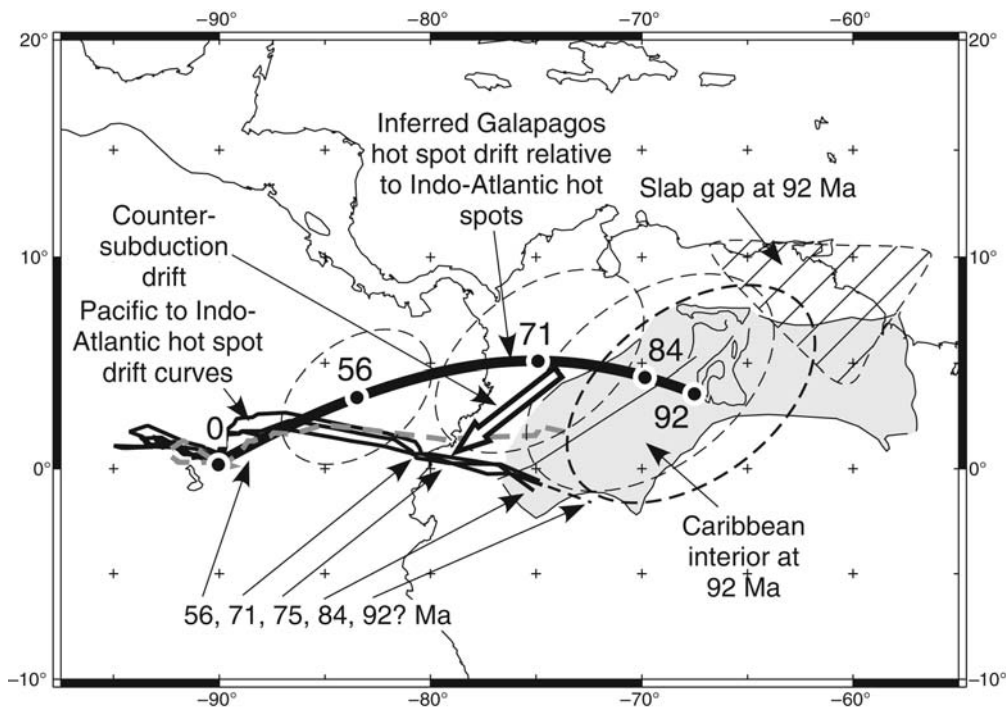 −90° −80° −70° −60°
20° 20°
15°
10° 10°
0° 0°
−10° −10°
−90° −80° −70° −60°
Inferred Galapagos
hot spot drift relative
to Indo-Atlantic hot
spots
Slab gap at 92 Ma
Counter-
subduction
drift
Pacific to Indo-
Atlantic hot spot
drift curves
0
56
71
84
92
Caribbean
interior at
92 Ma
56, 71, 75, 84, 92? Ma